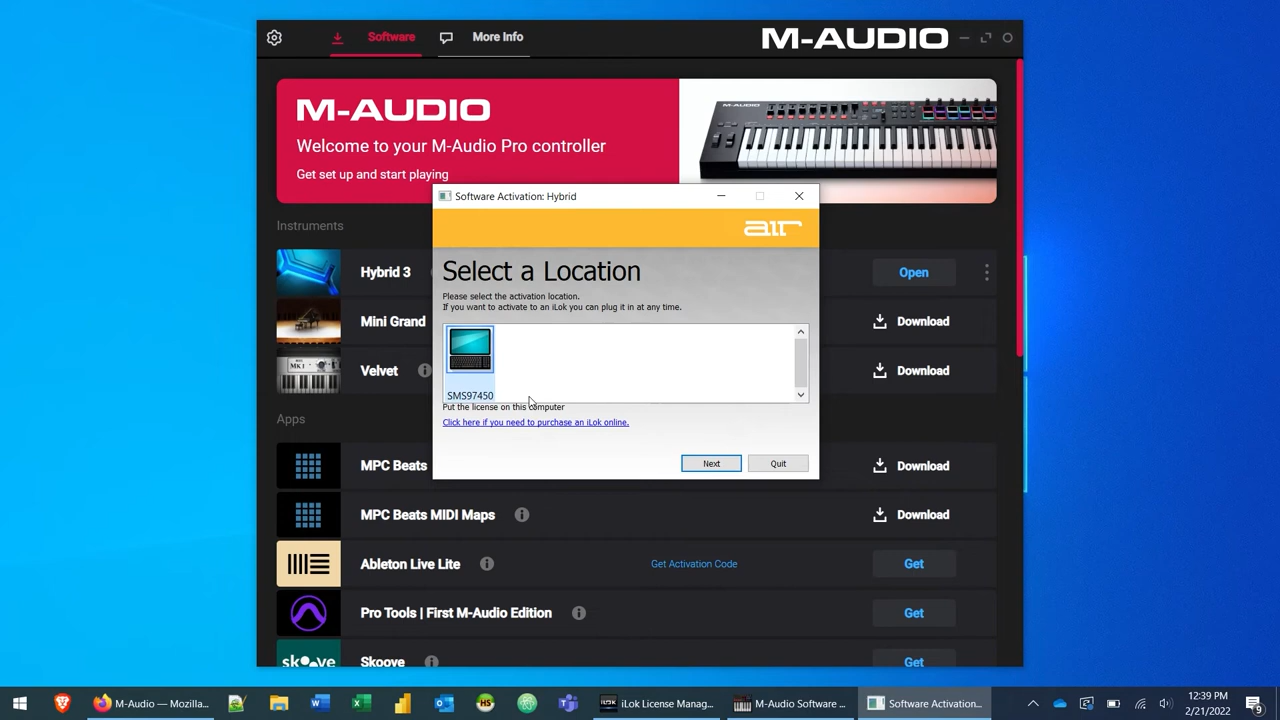 Software
More Info
M-AUDIO
M-AUDIO
Welcome to your M-Audio Pro controller
Get set up and start playing
M-AUDIO
Instruments
Hybrid 3
Open
Mini Grand
Download
Velvet
Download
Apps
MPC Beats
Download
MPC Beats MIDI Maps
Download
Ableton Live Lite
Get Activation Code
Get
Pro Tools | First M-Audio Edition
Get
Skoove
Get
Software Activation: Hybrid
air
Select a Location
Please select the activation location.
If you want to activate to an iLok you can plug it in at any time.
SMS97450
Put the license on this computer
Click here if you need to purchase an iLok online.
Next
Quit
M-Audio — Mozilla...
iLok License Manag...
M-Audio Software ...
Software Activation...
12:39 PM
2/21/2022
9